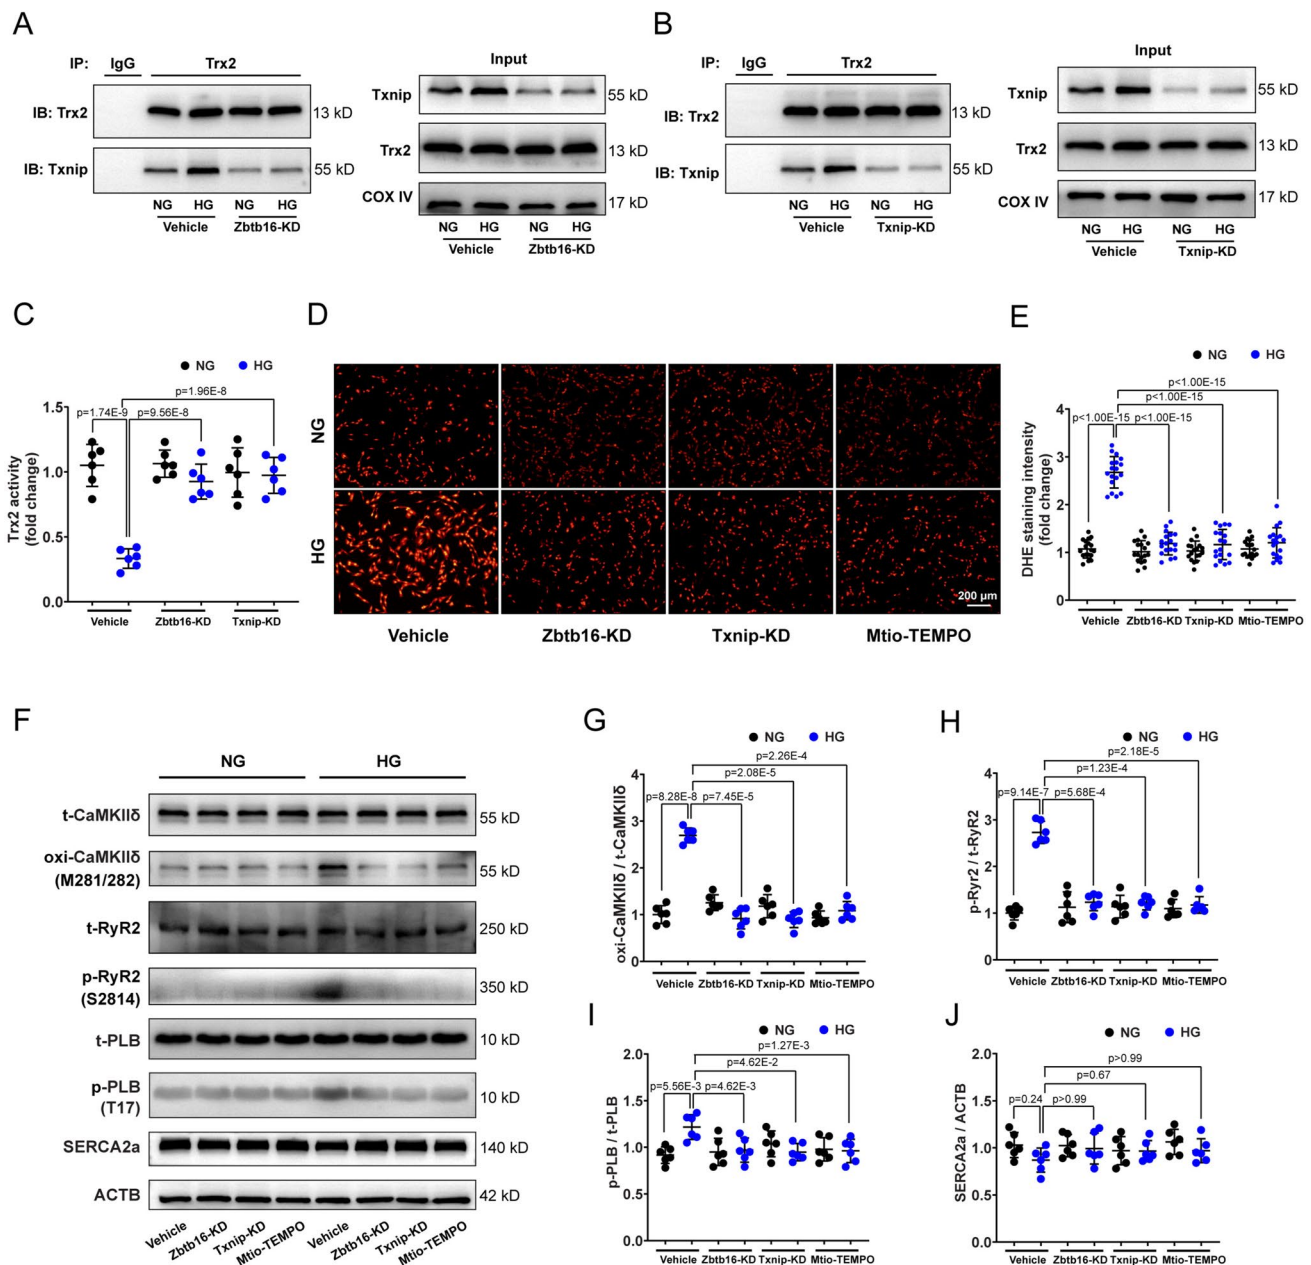 A
IP: IgG Trx2
IB: Trx2 13 kD
IB: Txnip 55 kD
NG HG NG HG
Vehicle Zbtb16-KD
Input
Txnip 55 kD
Trx2 13 kD
COX IV 17 kD
NG HG NG HG
Vehicle Zbtb16-KD
B
IP: IgG Trx2
IB: Trx2 13 kD
IB: Txnip 55 kD
NG HG NG HG
Vehicle Txnip-KD
Input
Txnip 55 kD
Trx2 13 kD
COX IV 17 kD
NG HG NG HG
Vehicle Txnip-KD
C
NG HG
p=1.96E-8
p=1.74E-9 p=9.56E-8
Trx2 activity
(fold change)
1.5
1.0
0.5
0.0
Vehicle Zbtb16-KD Txnip-KD
D
NG
HG
200 μm
Vehicle Zbtb16-KD Txnip-KD Mtio-TEMPO
E
NG HG
p<1.00E-15
p<1.00E-15
p<1.00E-15 p<1.00E-15
DHE staining intensity
(fold change)
4
3
2
1
0
Vehicle Zbtb16-KD Txnip-KD Mtio-TEMPO
F
NG HG
t-CaMKIIδ 55 kD
oxi-CaMKIIδ
(M281/282) 55 kD
t-RyR2 250 kD
p-RyR2
(S2814) 350 kD
t-PLB 10 kD
p-PLB
(T17) 10 kD
SERCA2a 140 kD
ACTB 42 kD
Vehicle Zbtb16-KD Txnip-KD Mtio-TEMPO Vehicle Zbtb16-KD Txnip-KD Mtio-TEMPO
G
NG HG
p=2.26E-4
p=2.08E-5
p=8.28E-8 p=7.45E-5
oxi-CaMKIIδ / t-CaMKIIδ
4
3
2
1
0
Vehicle Zbtb16-KD Txnip-KD Mtio-TEMPO
H
NG HG
p=2.18E-5
p=1.23E-4
p=9.14E-7 p=5.68E-4
p-Ryr2 / t-RyR2
4
3
2
1
0
Vehicle Zbtb16-KD Txnip-KD Mtio-TEMPO
I
NG HG
p=1.27E-3
p=4.62E-2
p=5.56E-3 p=4.62E-3
p-PLB / t-PLB
2.0
1.5
1.0
0.5
0.0
Vehicle Zbtb16-KD Txnip-KD Mtio-TEMPO
J
NG HG
p>0.99
p=0.67
p=0.24 p>0.99
SERCA2a / ACTB
2.0
1.5
1.0
0.5
0.0
Vehicle Zbtb16-KD Txnip-KD Mtio-TEMPO